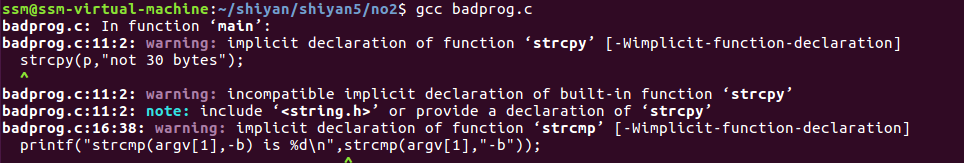 ssm@ssm-virtual-machine:~/shiyan/shiyan5/no2$ gcc badprog.c
badprog.c: In function ‘main’:
badprog.c:11:2: warning: implicit declaration of function ‘strcpy’ [-Wimplicit-function-declaration]
strcpy(p,"not 30 bytes");
^
badprog.c:11:2: warning: incompatible implicit declaration of built-in function ‘strcpy’
badprog.c:11:2: note: include ‘<string.h>’ or provide a declaration of ‘strcpy’
badprog.c:16:38: warning: implicit declaration of function ‘strcmp’ [-Wimplicit-function-declaration]
printf("strcmp(argv[1],-b) is %d\n",strcmp(argv[1],"-b"));
^